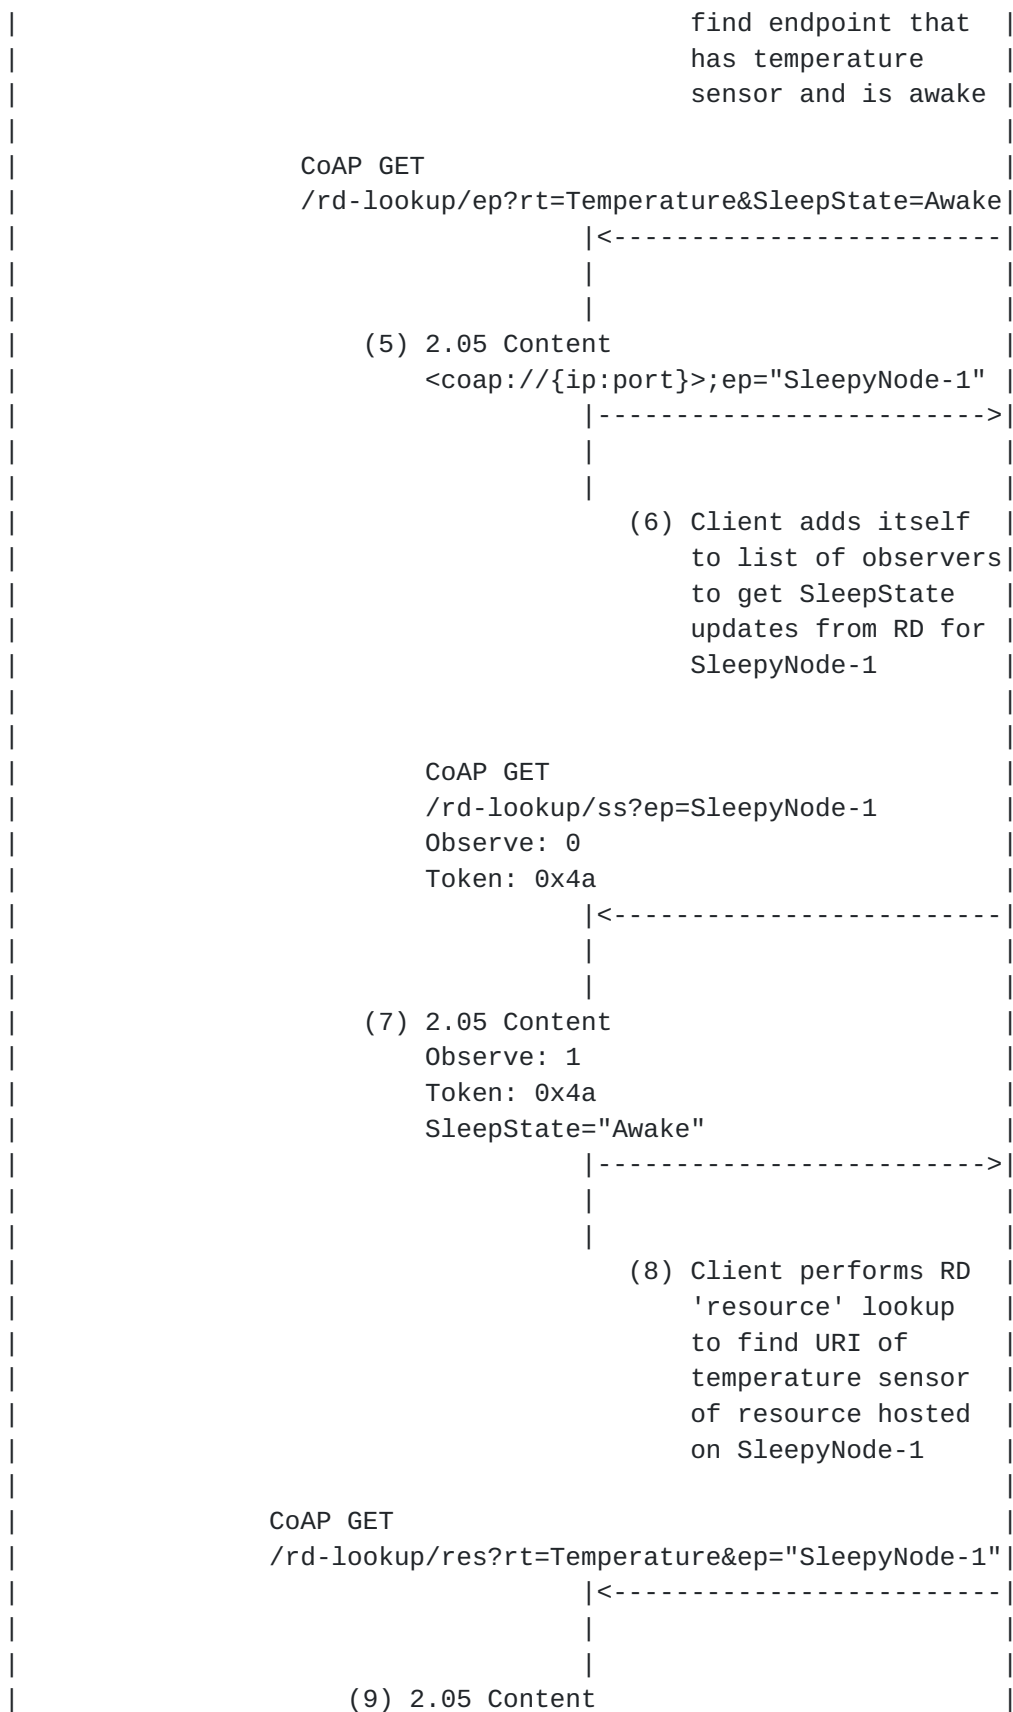 |                                           find endpoint that  |
|                                           has temperature     |
|                                           sensor and is awake |
|                                                               |
|                  CoAP GET                                     |
|                  /rd-lookup/ep?rt=Temperature&SleepState=Awake|
|                                    |<-------------------------|
|                                    |                          |
|                                    |                          |
|                      (5) 2.05 Content                         |
|                          <coap://{ip:port}>;ep="SleepyNode-1" |
|                                    |------------------------->|
|                                    |                          |
|                                    |                          |
|                                       (6) Client adds itself  |
|                                           to list of observers|
|                                           to get SleepState   |
|                                           updates from RD for |
|                                           SleepyNode-1        |
|                                                               |
|                                                               |
|                          CoAP GET                             |
|                          /rd-lookup/ss?ep=SleepyNode-1        |
|                          Observe: 0                           |
|                          Token: 0x4a                          |
|                                    |<-------------------------|
|                                    |                          |
|                                    |                          |
|                      (7) 2.05 Content                         |
|                          Observe: 1                           |
|                          Token: 0x4a                          |
|                          SleepState="Awake"                   |
|                                    |------------------------->|
|                                    |                          |
|                                    |                          |
|                                       (8) Client performs RD  |
|                                           'resource' lookup   |
|                                           to find URI of      |
|                                           temperature sensor  |
|                                           of resource hosted  |
|                                           on SleepyNode-1     |
|                                                               |
|                CoAP GET                                       |
|                /rd-lookup/res?rt=Temperature&ep="SleepyNode-1"|
|                                    |<-------------------------|
|                                    |                          |
|                                    |                          |
|                     (9) 2.05 Content                          |